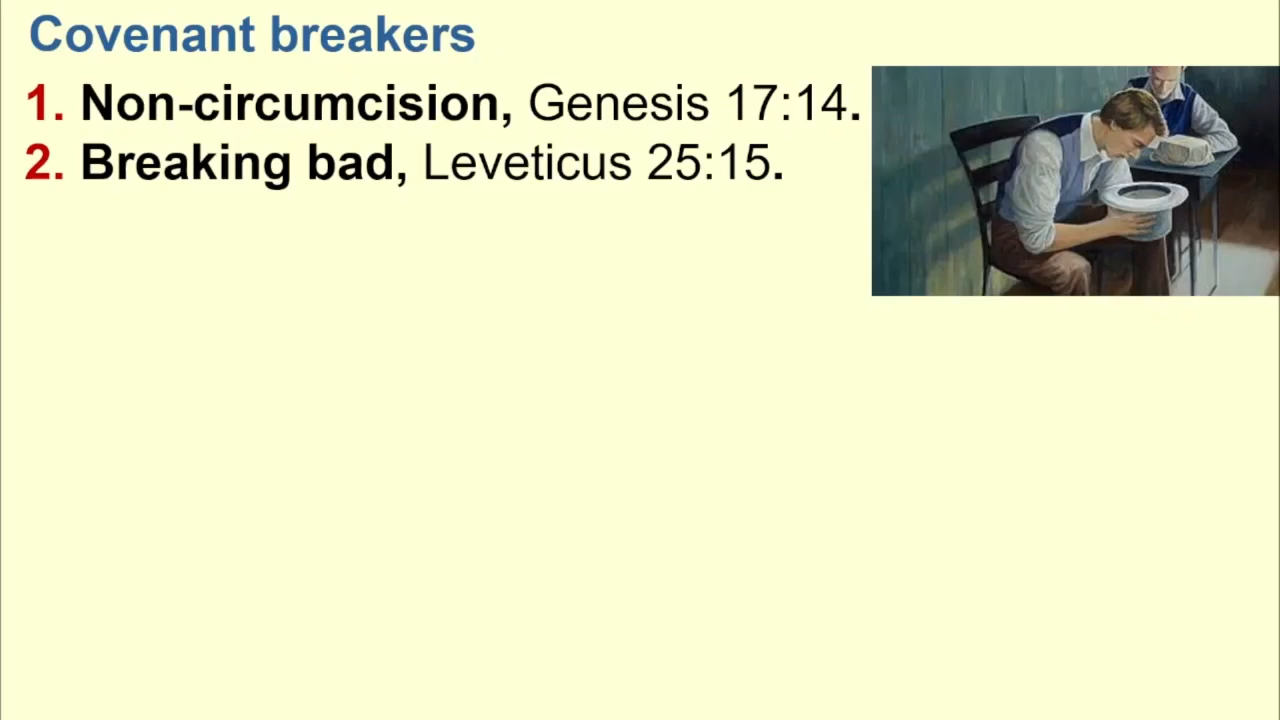 Covenant breakers
1. Non-circumcision, Genesis 17:14.
2. Breaking bad, Leveticus 25:15.